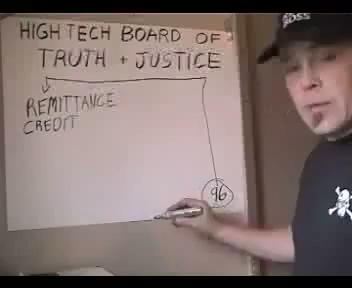 HIGH TECH BOARD OF
TRUTH + JUSTICE
REMITTANCE
CREDIT
96
BOSS